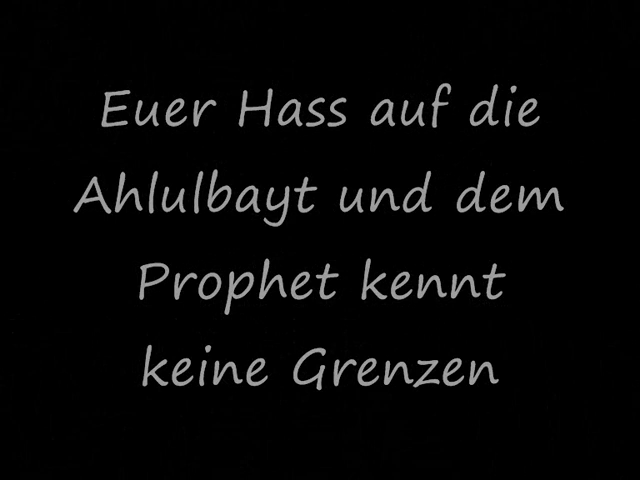 Euer Hass auf die
Ahlulbayt und dem
Prophet kennt
keine Grenzen